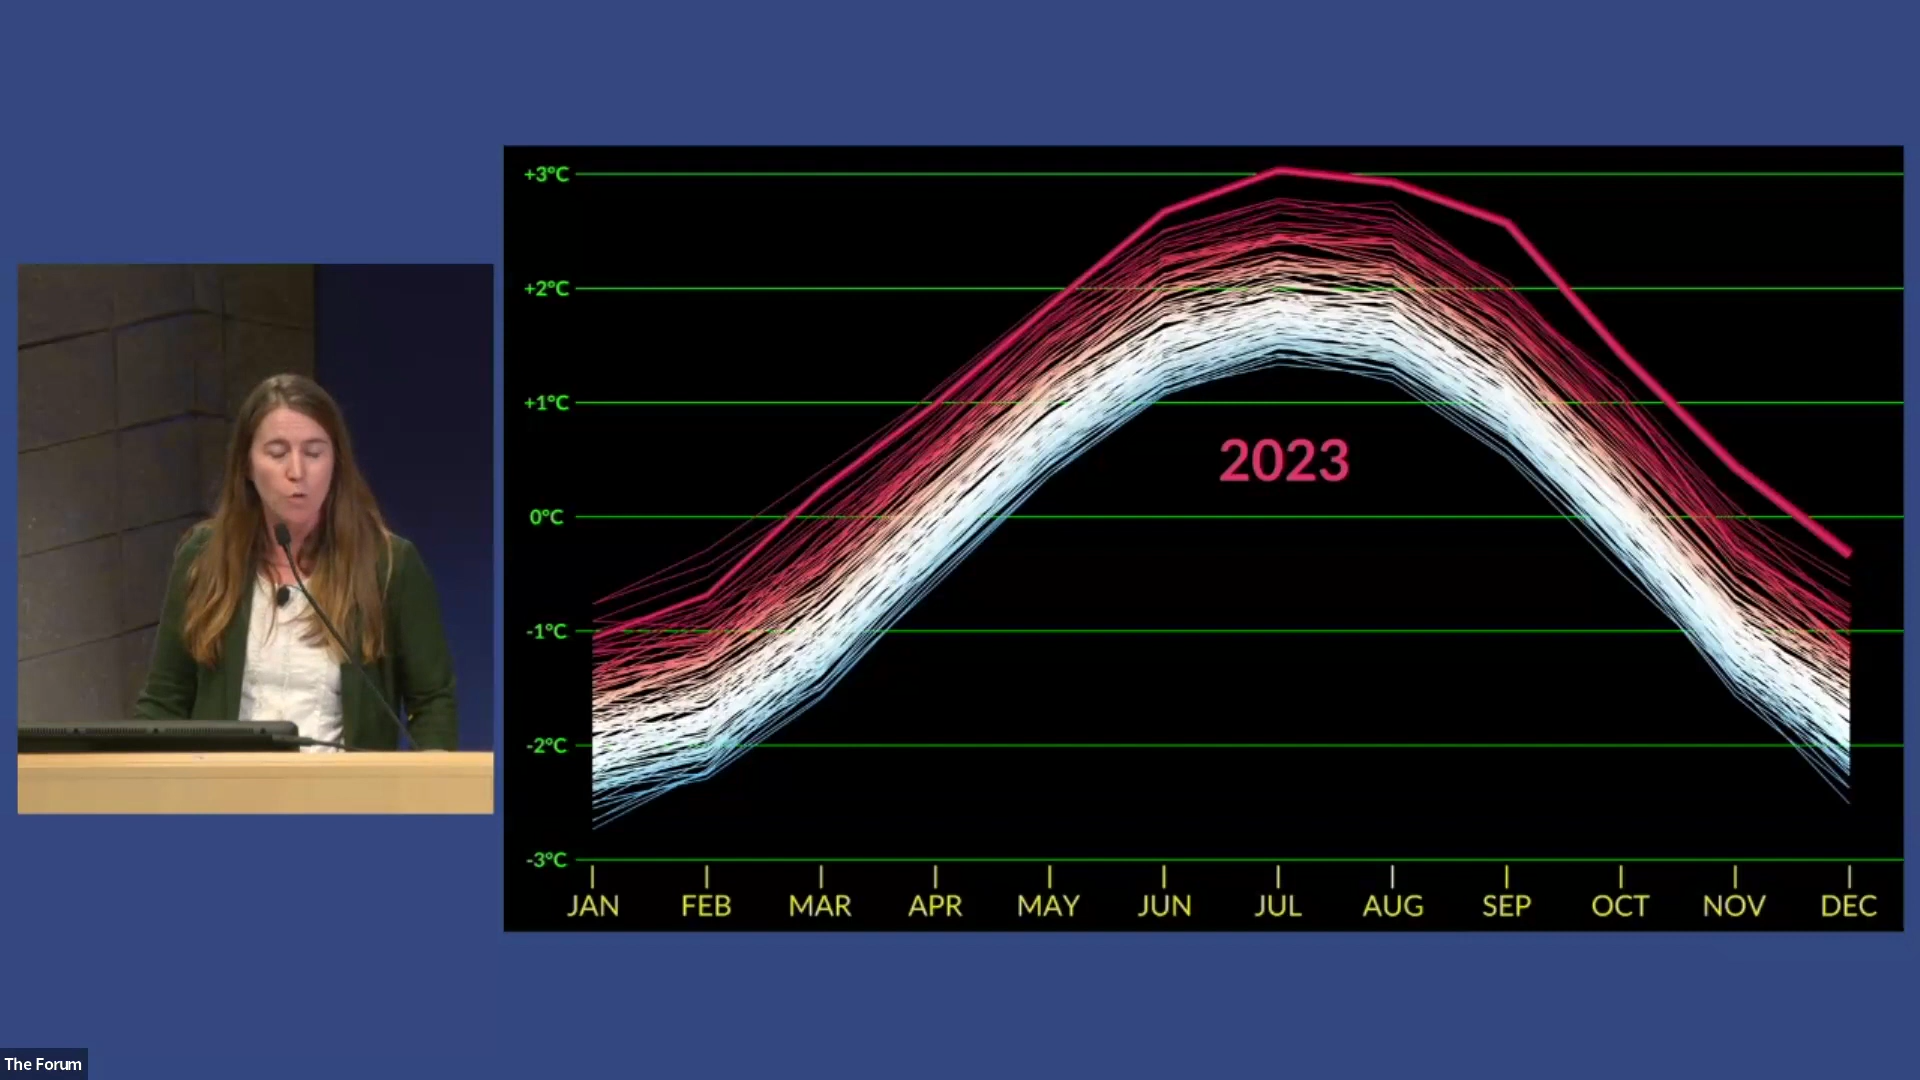 +3°C
+2°C
+1°C
0°C
-1°C
-2°C
-3°C
2023
JAN FEB MAR APR MAY JUN JUL AUG SEP OCT NOV DEC
The Forum